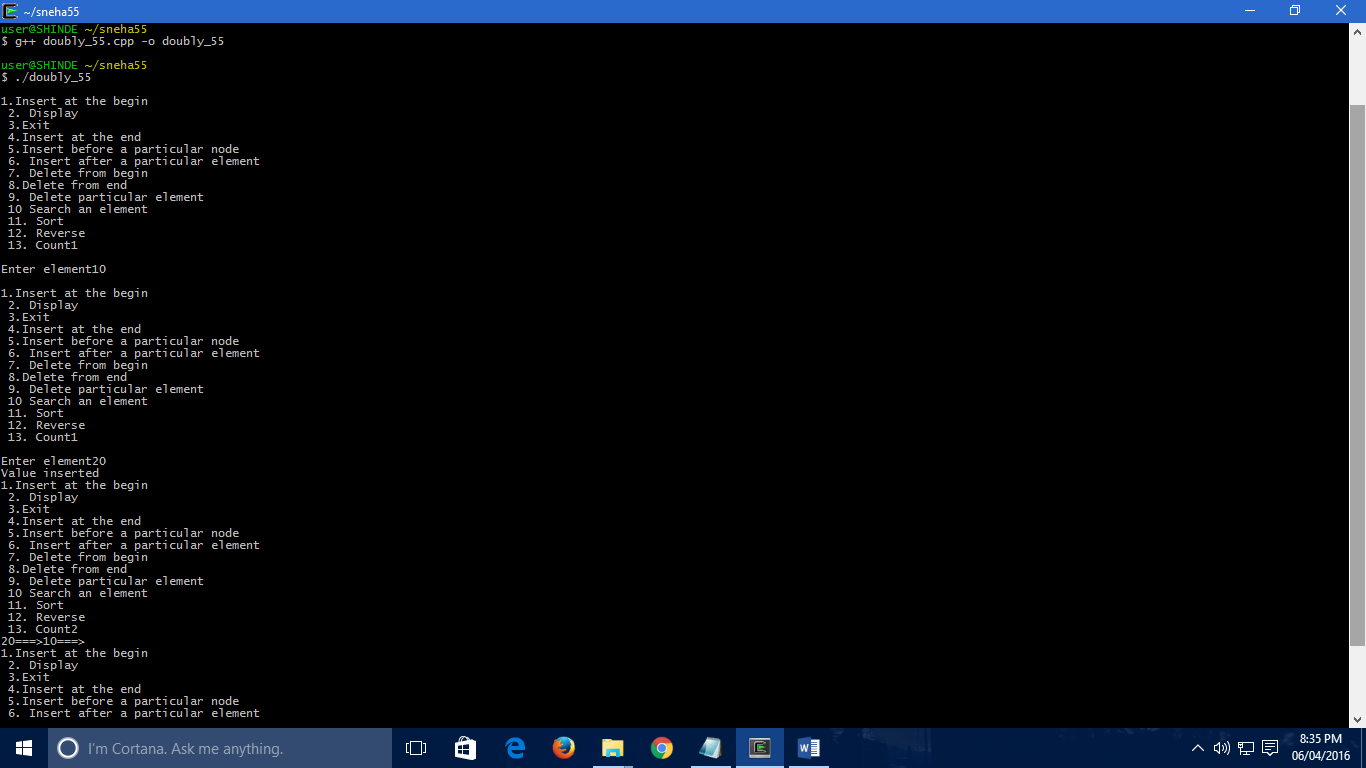 ~/sneha55
user@SHINDE ~/sneha55
$ g++ doubly_55.cpp -o doubly_55
user@SHINDE ~/sneha55
$ ./doubly_55
1.Insert at the begin
2. Display
3.Exit
4.Insert at the end
5.Insert before a particular node
6. Insert after a particular element
7. Delete from begin
8.Delete from end
9. Delete particular element
10 Search an element
11. Sort
12. Reverse
13. Count1
Enter element10
1.Insert at the begin
2. Display
3.Exit
4.Insert at the end
5.Insert before a particular node
6. Insert after a particular element
7. Delete from begin
8.Delete from end
9. Delete particular element
10 Search an element
11. Sort
12. Reverse
13. Count1
Enter element20
Value inserted
1.Insert at the begin
2. Display
3.Exit
4.Insert at the end
5.Insert before a particular node
6. Insert after a particular element
7. Delete from begin
8.Delete from end
9. Delete particular element
10 Search an element
11. Sort
12. Reverse
13. Count2
20===>10===>
1.Insert at the begin
2. Display
3.Exit
4.Insert at the end
5.Insert before a particular node
6. Insert after a particular element
I'm Cortana. Ask me anything.
8:35 PM
06/04/2016